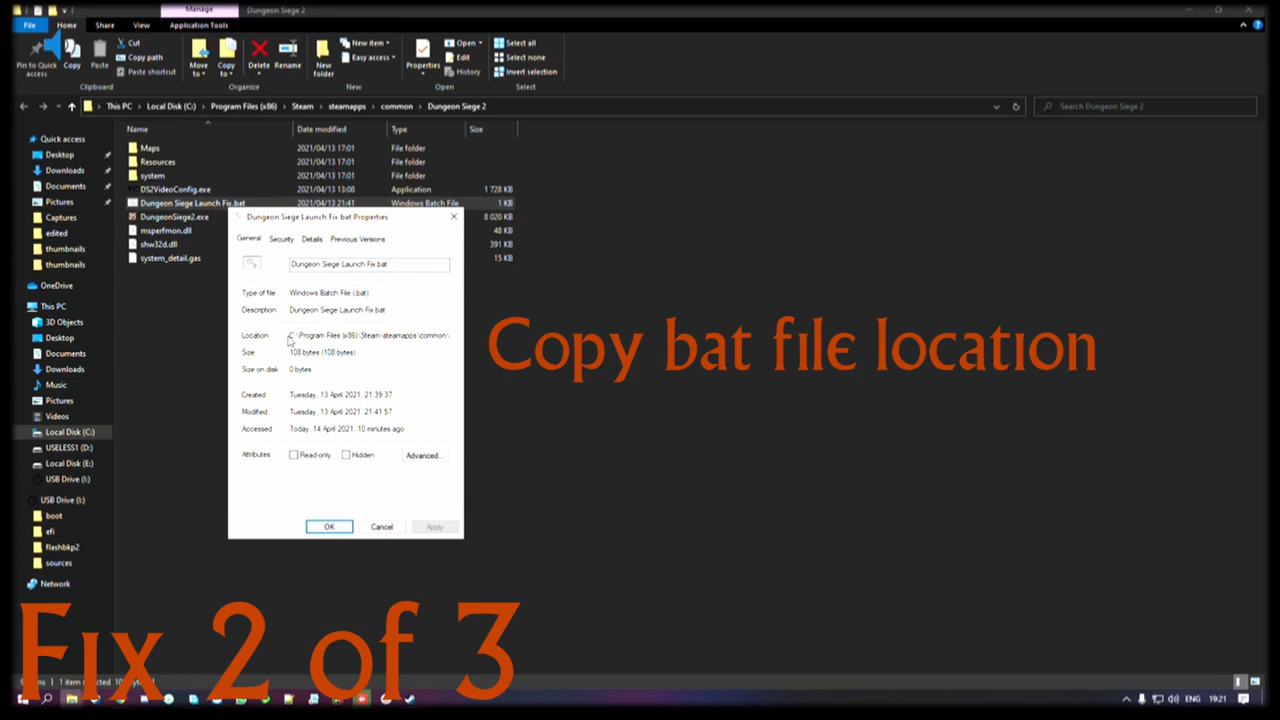 Manage
Dungeon Siege 2
File
Home
Share
View
Application Tools
Pin to Quick access
Copy
Paste
Cut
Copy path
Paste shortcut
Clipboard
Move to
Copy to
Delete
Rename
Organize
New folder
New item
Easy access
New
Properties
Open
Edit
History
Open
Select all
Select none
Invert selection
Select
This PC > Local Disk (C:) > Program Files (x86) > Steam > steamapps > common > Dungeon Siege 2
Search Dungeon Siege 2
Name Date modified Type Size
Maps 2021/04/13 17:01 File folder
Resources 2021/04/13 17:01 File folder
system 2021/04/13 17:01 File folder
DS2VideoConfig.exe 2021/04/13 13:08 Application 1 728 KB
Dungeon Siege Launch Fix.bat 2021/04/13 21:41 Windows Batch File 1 KB
DungeonSiege2.exe 8 020 KB
msperfmon.dll 48 KB
shw32d.dll 391 KB
system_detail.gas 15 KB
Quick access
Desktop
Downloads
Documents
Pictures
Captures
edited
thumbnails
thumbnails
OneDrive
This PC
3D Objects
Desktop
Documents
Downloads
Music
Pictures
Videos
Local Disk (C:)
USELESS1 (D:)
Local Disk (E:)
USB Drive (I:)
USB Drive (I:)
boot
efi
flashbkp2
sources
Network
Dungeon Siege Launch Fix.bat Properties
General Security Details Previous Versions
Dungeon Siege Launch Fix.bat
Type of file Windows Batch File (.bat)
Description Dungeon Siege Launch Fix.bat
Location C:\Program Files (x86)\Steam\steamapps\common\
Size 108 bytes (108 bytes)
Size on disk 0 bytes
Created Tuesday, 13 April 2021, 21:39:37
Modified Tuesday, 13 April 2021, 21:41:57
Accessed Today, 14 April 2021, 10 minutes ago
Attributes Read-only Hidden Advanced...
OK Cancel Apply
Copy bat file location
Fix 2 of 3
1 item selected
ENG 19:21